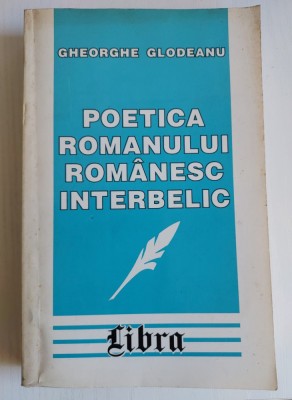 GHEORGHE GLODEANU
POETICA
ROMANULUI
ROMÂNESC
INTERBELIC
Libra